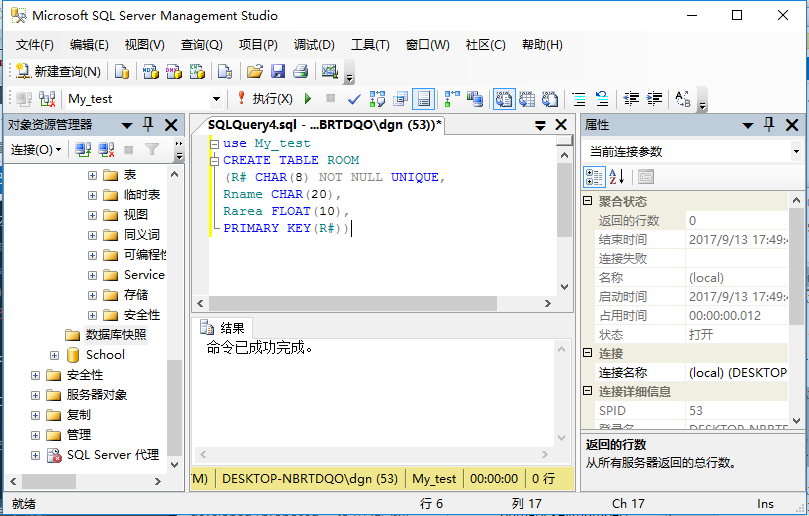 Microsoft SQL Server Management Studio
文件(F) 编辑(E) 视图(V) 查询(Q) 项目(P) 调试(D) 工具(T) 窗口(W) 社区(C) 帮助(H)
新建查询(N)
My_test 执行(X)
对象资源管理器
连接(O)
表
临时表
视图
同义词
可编程性
Service
存储
安全性
数据库快照
School
安全性
服务器对象
复制
管理
SQL Server 代理
SQLQuery4.sql - ...BRTDQO\dgn (53))*
use My_test
CREATE TABLE ROOM
(R# CHAR(8) NOT NULL UNIQUE,
Rname CHAR(20),
Rarea FLOAT(10),
PRIMARY KEY(R#))
结果
命令已成功完成。
M) DESKTOP-NBRTDQO\dgn (53) My_test 00:00:00 0 行
属性
当前连接参数
聚合状态
返回的行数 0
结束时间 2017/9/13 17:49:
连接失败
名称 (local)
启动时间 2017/9/13 17:49:
占用时间 00:00:00.012
状态 打开
连接
连接名称 (local) (DESKTOP
连接详细信息
SPID 53
登录名 DESKTOP-NBRTD
返回的行数
从所有服务器返回的总行数。
就绪 行 6 列 17 Ch 17 Ins